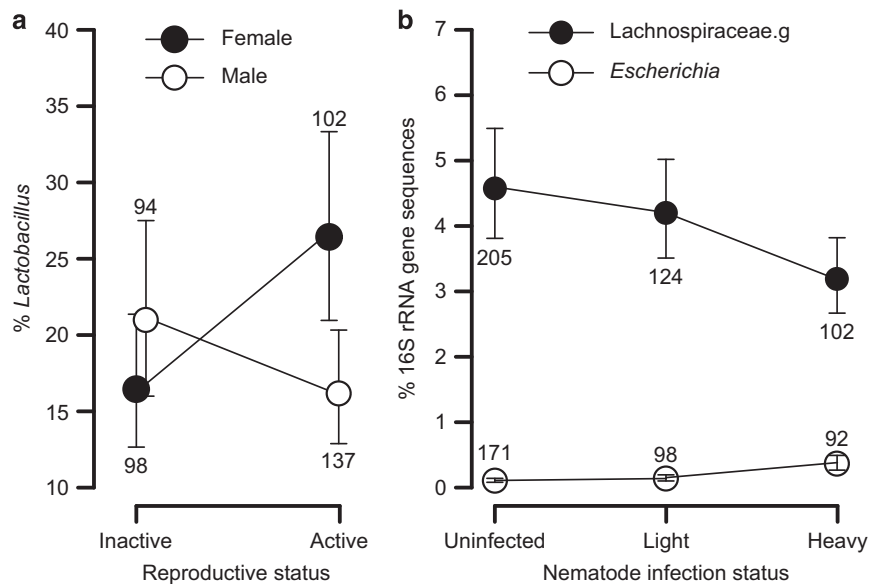 a
40
35
30
25
20
15
10
% Lactobacillus
Female
Male
94
102
98
137
Inactive
Active
Reproductive status
b
7
6
5
4
3
2
1
0
% 16S rRNA gene sequences
Lachnospiraceae.g
Escherichia
205
124
102
171
98
92
Uninfected
Light
Heavy
Nematode infection status